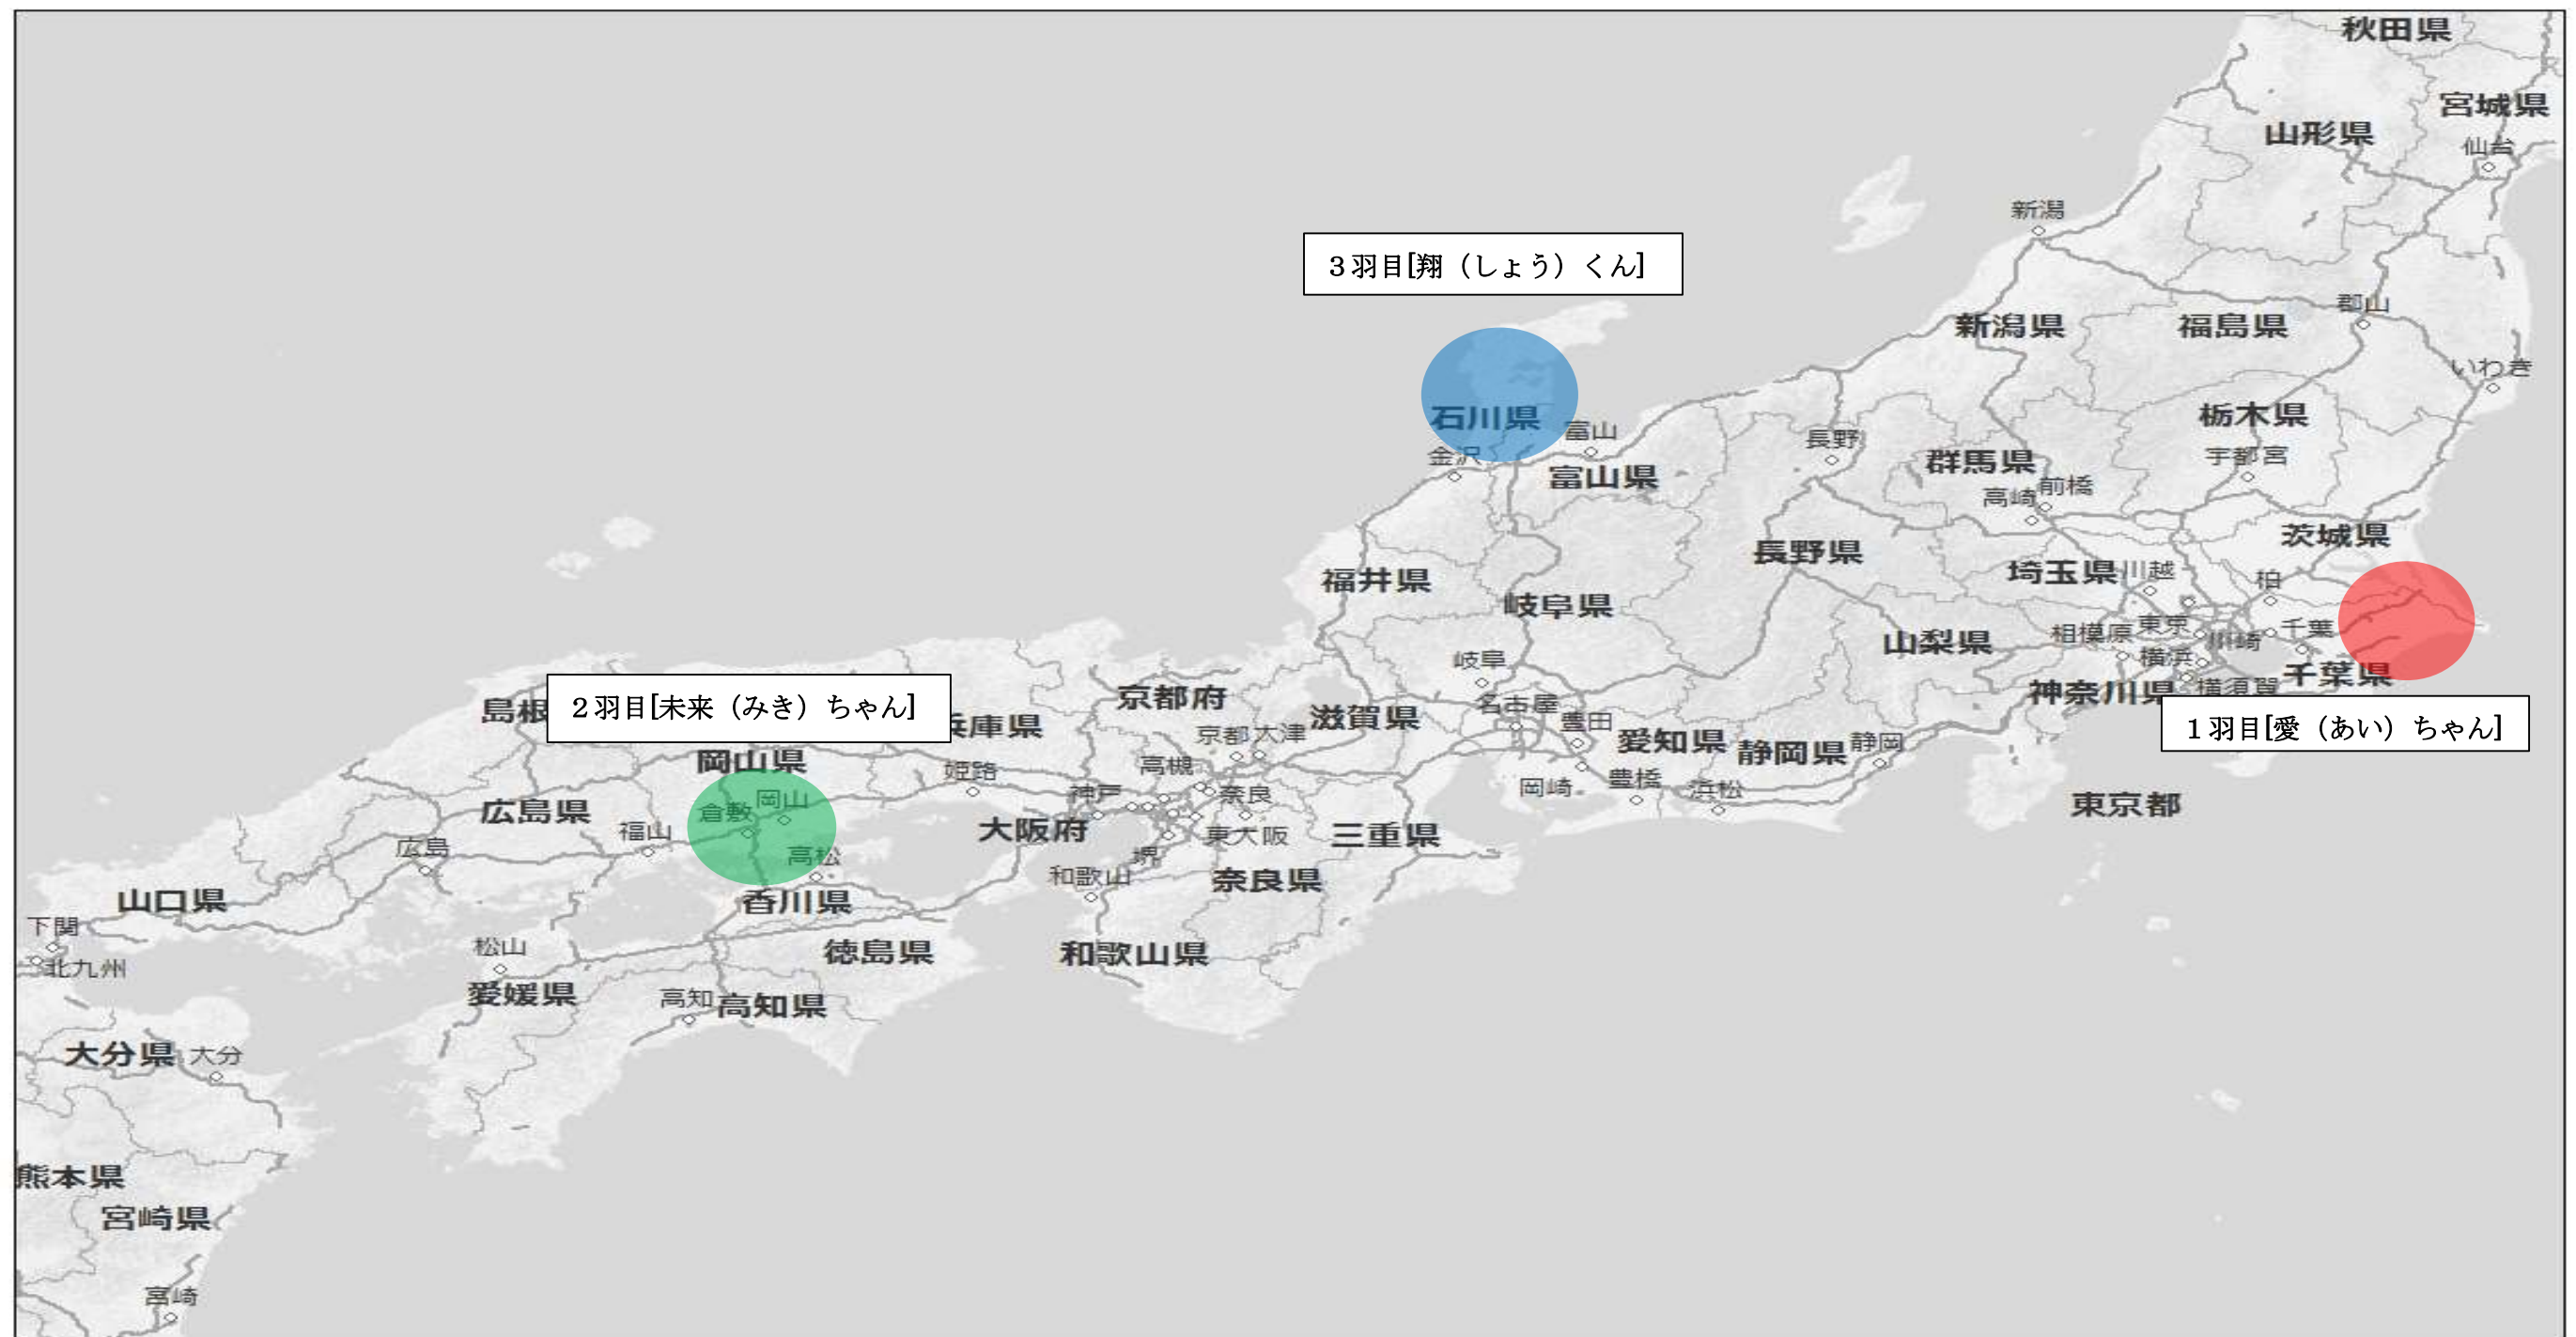 秋田県
宮城県
山形県
仙台
新潟
3羽目[翔（しょう）くん]
郡山
新潟県
福島県
いわき
石川県
栃木県
富山
長野
金沢
群馬県
宇都宮
富山県
前橋
高崎
茨城県
長野県
埼玉県
川越
柏
福井県
岐阜県
山梨県
相模原
東京
川崎
千葉
横浜
岐阜
千葉県
神奈川県
横須賀
島根
2羽目[未来（みき）ちゃん]
兵庫県
京都府
滋賀県
名古屋
豊田
愛知県
静岡県
静岡
1羽目[愛（あい）ちゃん]
京都
大津
岡山県
姫路
高槻
岡崎
豊橋
浜松
東京都
広島県
倉敷
岡山
神戸
奈良
福山
大阪府
東大阪
三重県
広島
高松
堺
和歌山
奈良県
山口県
香川県
下関
松山
徳島県
和歌山県
北九州
愛媛県
高知
高知県
大分県
大分
熊本県
宮崎県
宮崎